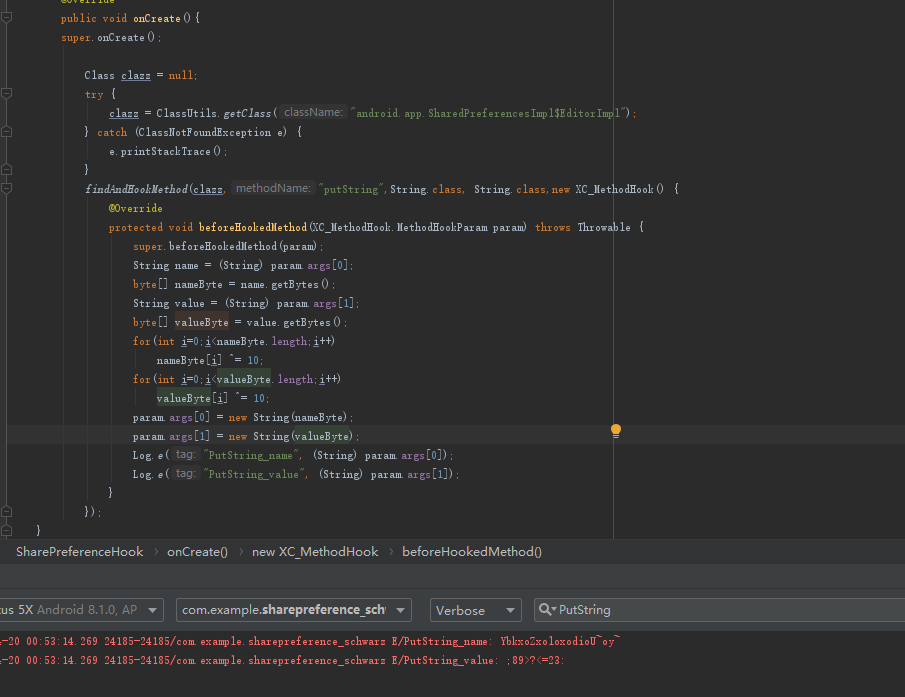 @Override
public void onCreate(){
super.onCreate();
Class clazz = null;
try {
clazz = ClassUtils.getClass( className: "android.app.SharedPreferencesImpl$EditorImpl");
} catch (ClassNotFoundException e) {
e.printStackTrace();
}
findAndHookMethod(clazz, methodName: "putString",String.class, String.class,new XC_MethodHook() {
@Override
protected void beforeHookedMethod(XC_MethodHook.MethodHookParam param) throws Throwable {
super.beforeHookedMethod(param);
String name = (String) param.args[0];
byte[] nameByte = name.getBytes();
String value = (String) param.args[1];
byte[] valueByte = value.getBytes();
for(int i=0;i<nameByte.length;i++)
nameByte[i] ^= 10;
for(int i=0;i<valueByte.length;i++)
valueByte[i] ^= 10;
param.args[0] = new String(nameByte);
param.args[1] = new String(valueByte);
Log.e( tag: "PutString_name", (String) param.args[0]);
Log.e( tag: "PutString_value", (String) param.args[1]);
}
});
}
SharePreferenceHook › onCreate() › new XC_MethodHook › beforeHookedMethod()
us 5X Android 8.1.0, AP com.example.sharepreference_schw Verbose PutString
-20 00:53:14.269 24185-24185/com.example.sharepreference_schwarz E/PutString_name:
-20 00:53:14.269 24185-24185/com.example.sharepreference_schwarz E/PutString_value: ;89>?<=23: